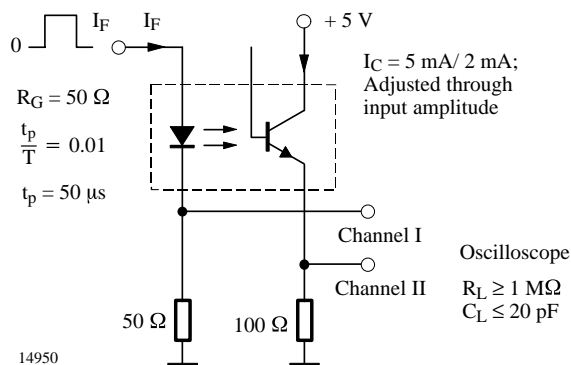 0
I_F
I_F
+ 5 V
I_C = 5 mA/ 2 mA;
Adjusted through
input amplitude
R_G = 50 Ω
t_p
T
= 0.01
t_p = 50 µs
Channel I
Channel II
Oscilloscope
R_L ≥ 1 MΩ
C_L ≤ 20 pF
50 Ω
100 Ω
14950